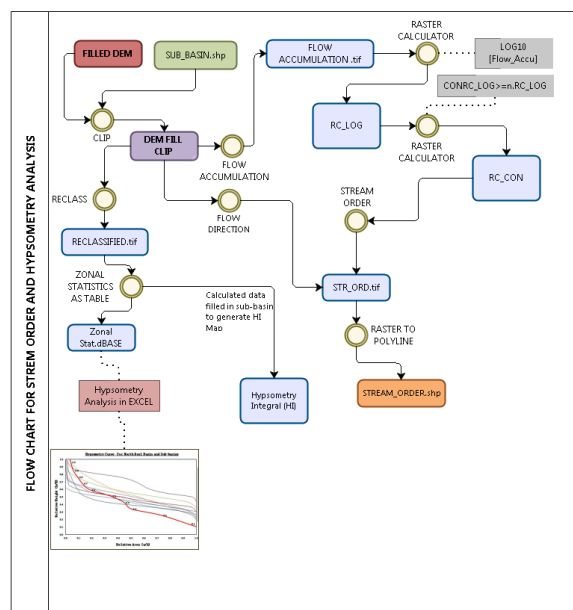 FLOW CHART FOR STREM ORDER AND HYPSOMETRY ANALYSIS
FILLED DEM
SUB_BASIN.shp
CLIP
DEM FILL
CLIP
FLOW
ACCUMULATION
FLOW
ACCUMULATION .tif
RASTER
CALCULATOR
LOG10
[Flow_Accu]
CONRC_LOG>=n.RC_LOG
RC_LOG
RASTER
CALCULATOR
RC_CON
STREAM
ORDER
FLOW
DIRECTION
RECLASS
RECLASSIFIED.tif
ZONAL
STATISTICS
AS TABLE
Calculated data
filled in sub-basin
to generate HI
Map
STR_ORD.tif
RASTER TO
POLYLINE
STREAM_ORDER.shp
Zonal
Stat.dBASE
Hypsometry
Analysis in EXCEL
Hypsometry
Integral (HI)